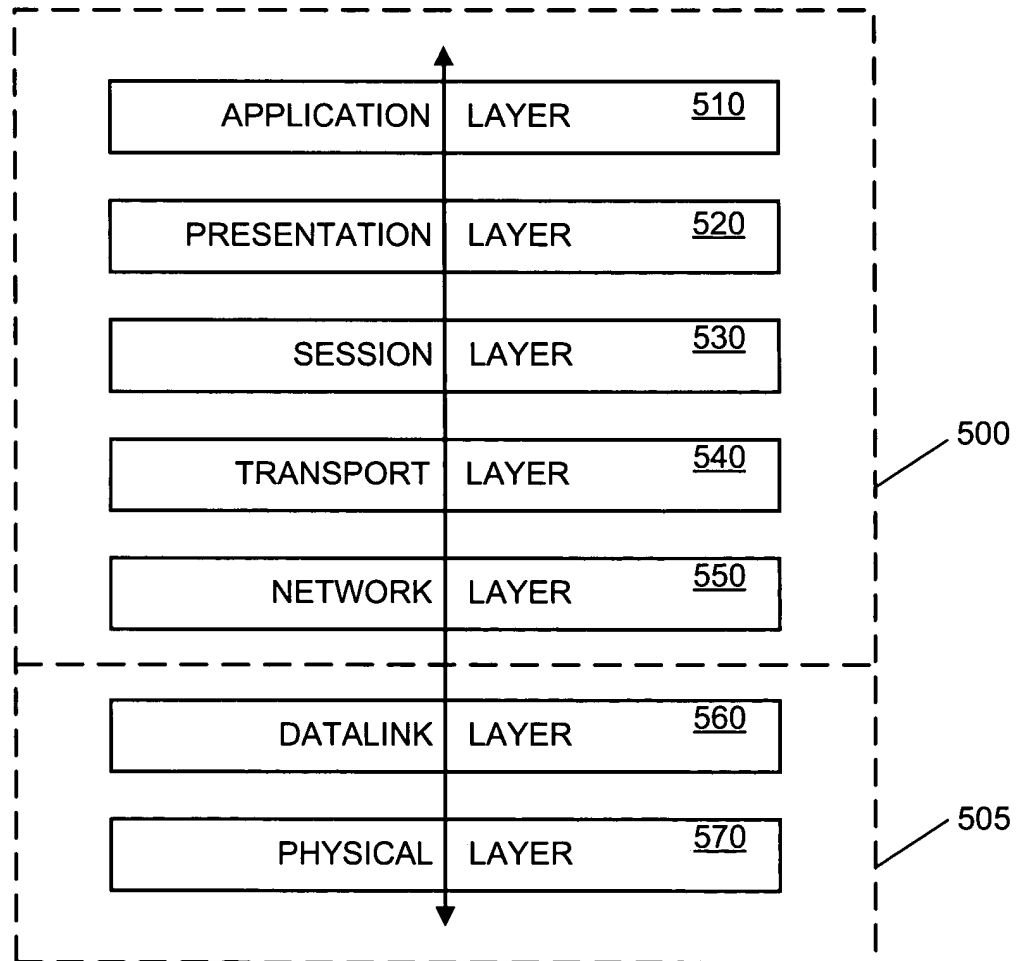 APPLICATION LAYER 510
PRESENTATION LAYER 520
SESSION LAYER 530
TRANSPORT LAYER 540
500
NETWORK LAYER 550
DATALINK LAYER 560
505
PHYSICAL LAYER 570